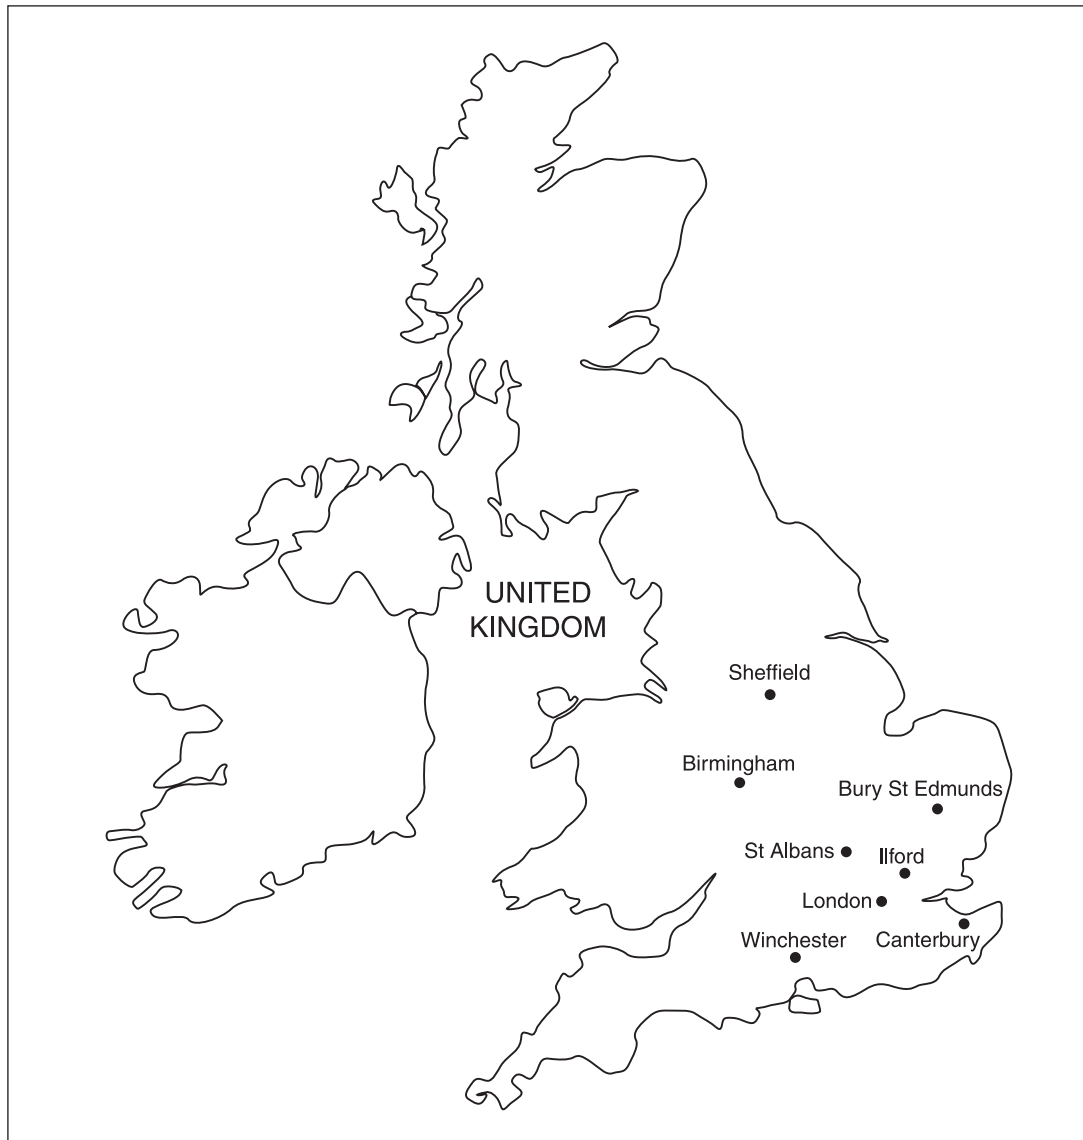 UNITED
KINGDOM
Sheffield
Birmingham
Bury St Edmunds
St Albans
Ilford
London
Winchester
Canterbury